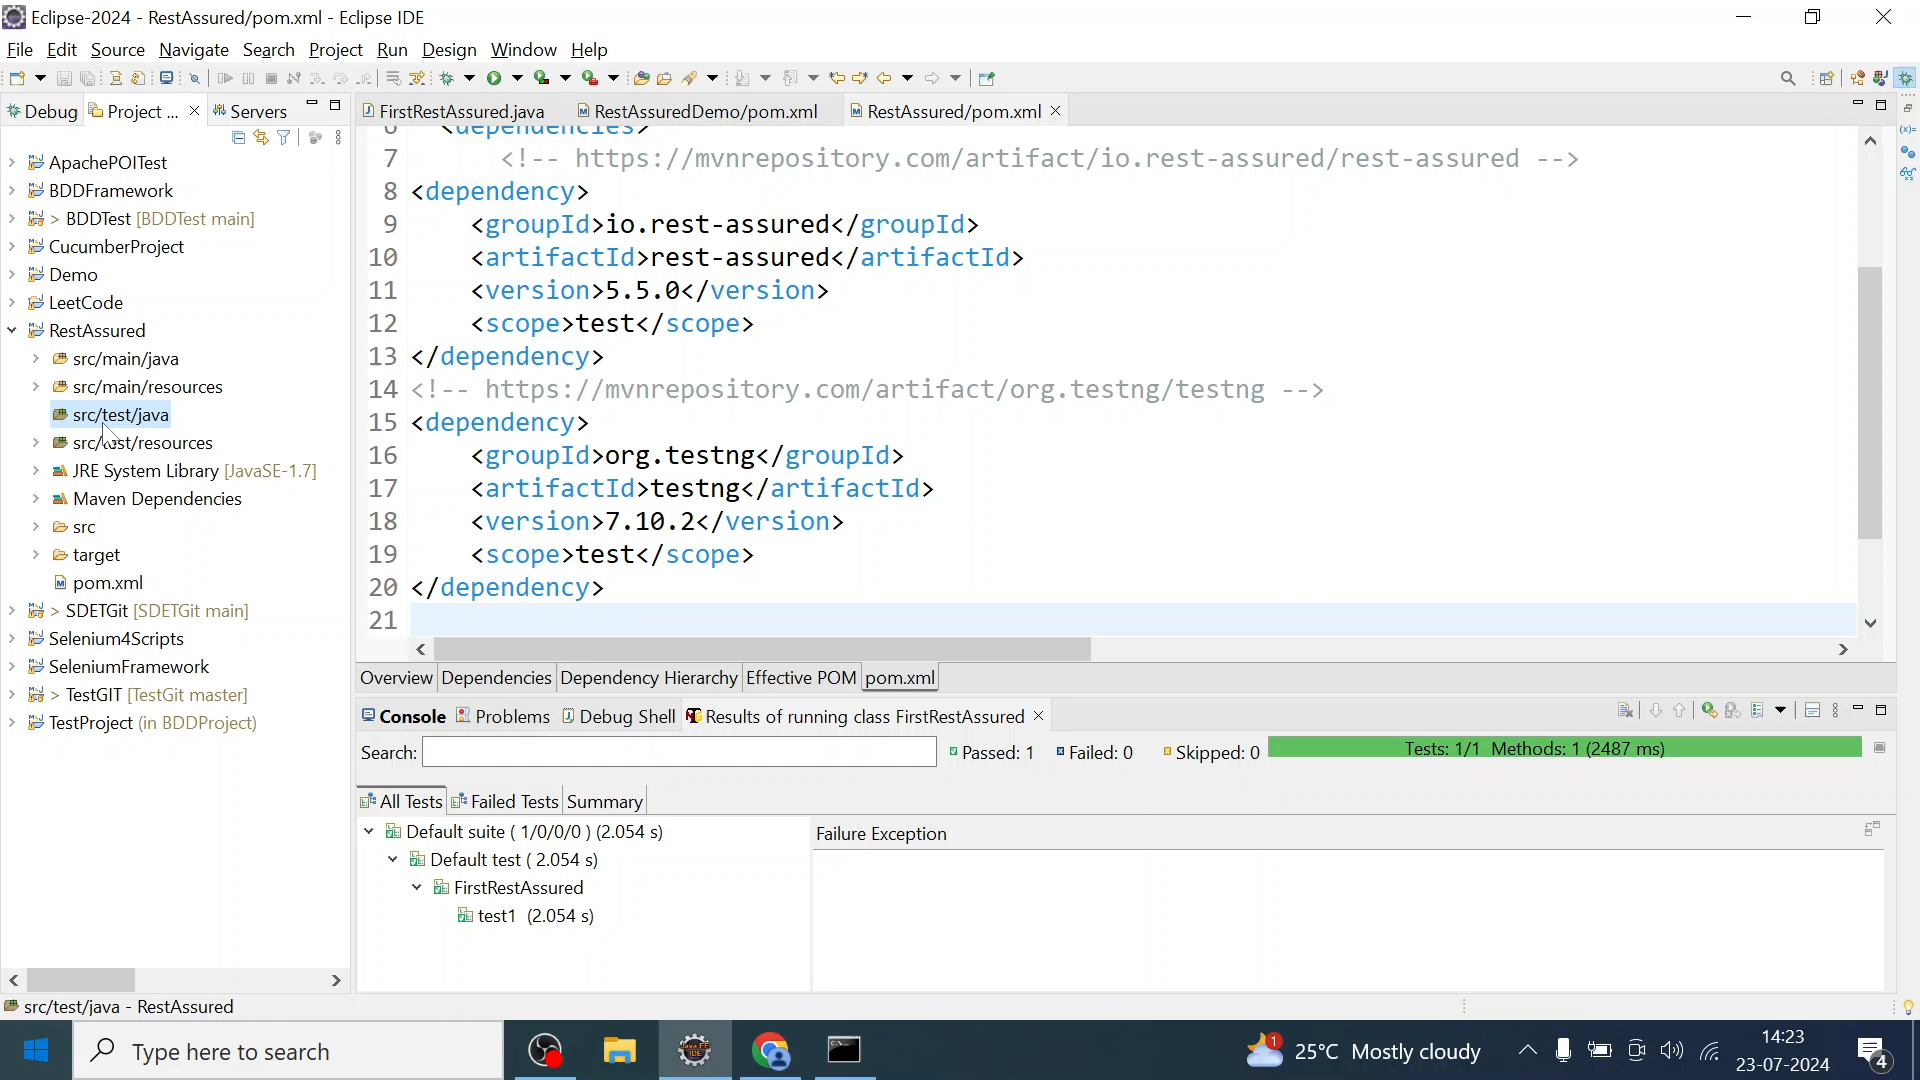 Eclipse-2024 - RestAssured/pom.xml - Eclipse IDE
File Edit Source Navigate Search Project Run Design Window Help
Debug Project ... Servers
ApachePOITest
BDDFramework
> BDDTest [BDDTest main]
CucumberProject
Demo
LeetCode
RestAssured
src/main/java
src/main/resources
src/test/java
src/test/resources
JRE System Library [JavaSE-1.7]
Maven Dependencies
src
target
pom.xml
> SDETGit [SDETGit main]
Selenium4Scripts
SeleniumFramework
> TestGIT [TestGit master]
TestProject (in BDDProject)
FirstRestAssured.java RestAssuredDemo/pom.xml RestAssured/pom.xml
6 <dependencies>
7 <!-- https://mvnrepository.com/artifact/io.rest-assured/rest-assured -->
8 <dependency>
9 <groupId>io.rest-assured</groupId>
10 <artifactId>rest-assured</artifactId>
11 <version>5.5.0</version>
12 <scope>test</scope>
13 </dependency>
14 <!-- https://mvnrepository.com/artifact/org.testng/testng -->
15 <dependency>
16 <groupId>org.testng</groupId>
17 <artifactId>testng</artifactId>
18 <version>7.10.2</version>
19 <scope>test</scope>
20 </dependency>
21
Overview Dependencies Dependency Hierarchy Effective POM pom.xml
Console Problems Debug Shell Results of running class FirstRestAssured
Search: Passed: 1 Failed: 0 Skipped: 0 Tests: 1/1 Methods: 1 (2487 ms)
All Tests Failed Tests Summary
Default suite ( 1/0/0/0 ) (2.054 s)
Default test ( 2.054 s)
FirstRestAssured
test1 (2.054 s)
Failure Exception
src/test/java - RestAssured
Type here to search
1
25°C Mostly cloudy
14:23
23-07-2024
4